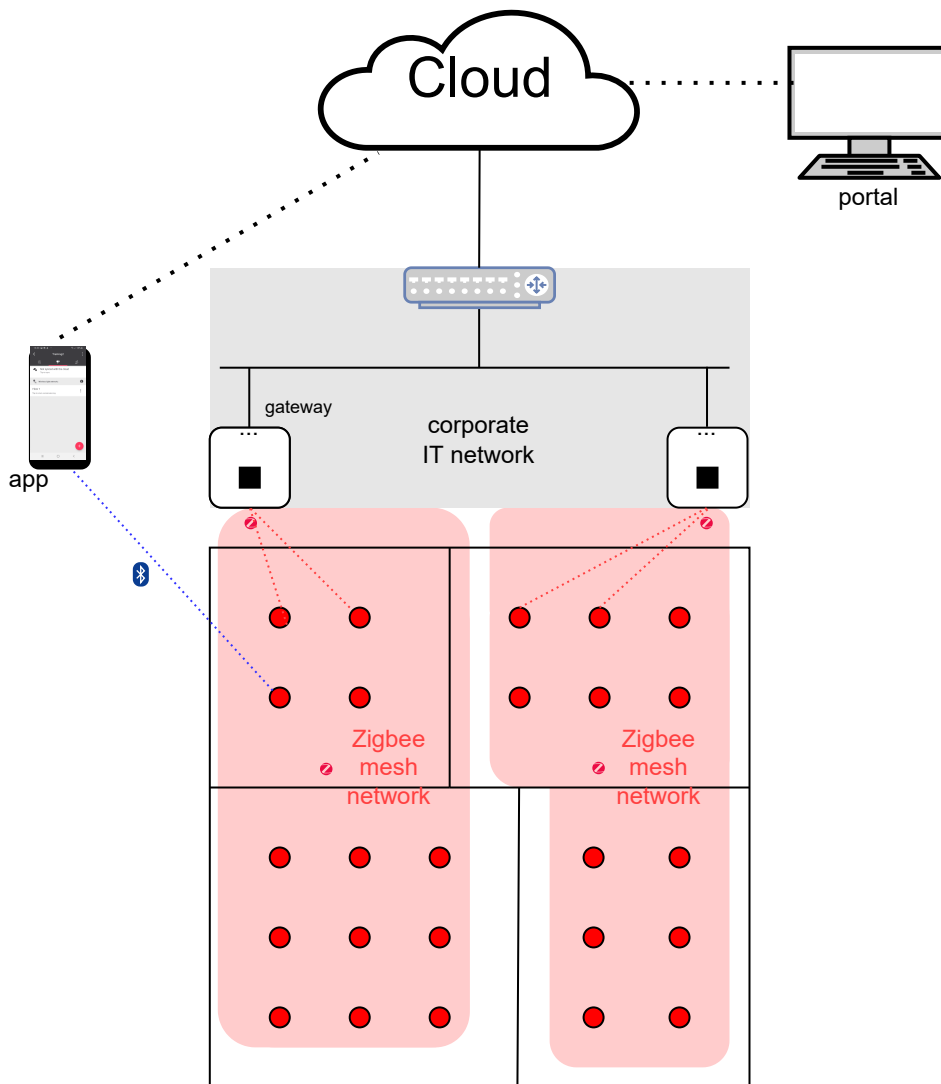 Cloud
portal
gateway
corporate
IT network
app
Zigbee
mesh
network
Zigbee
mesh
network